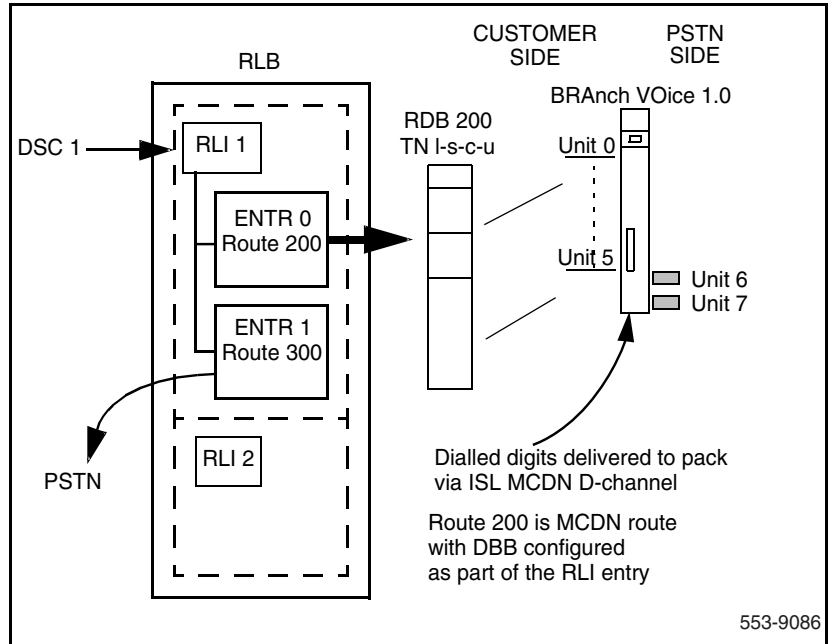 CUSTOMER
SIDE
PSTN
SIDE
RLB
BRAnch VOice 1.0
RDB 200
TN l-s-c-u
DSC 1
RLI 1
Unit 0
ENTR 0
Route 200
Unit 5
Unit 6
Unit 7
ENTR 1
Route 300
RLI 2
PSTN
Dialled digits delivered to pack
via ISL MCDN D-channel
Route 200 is MCDN route
with DBB configured
as part of the RLI entry
553-9086